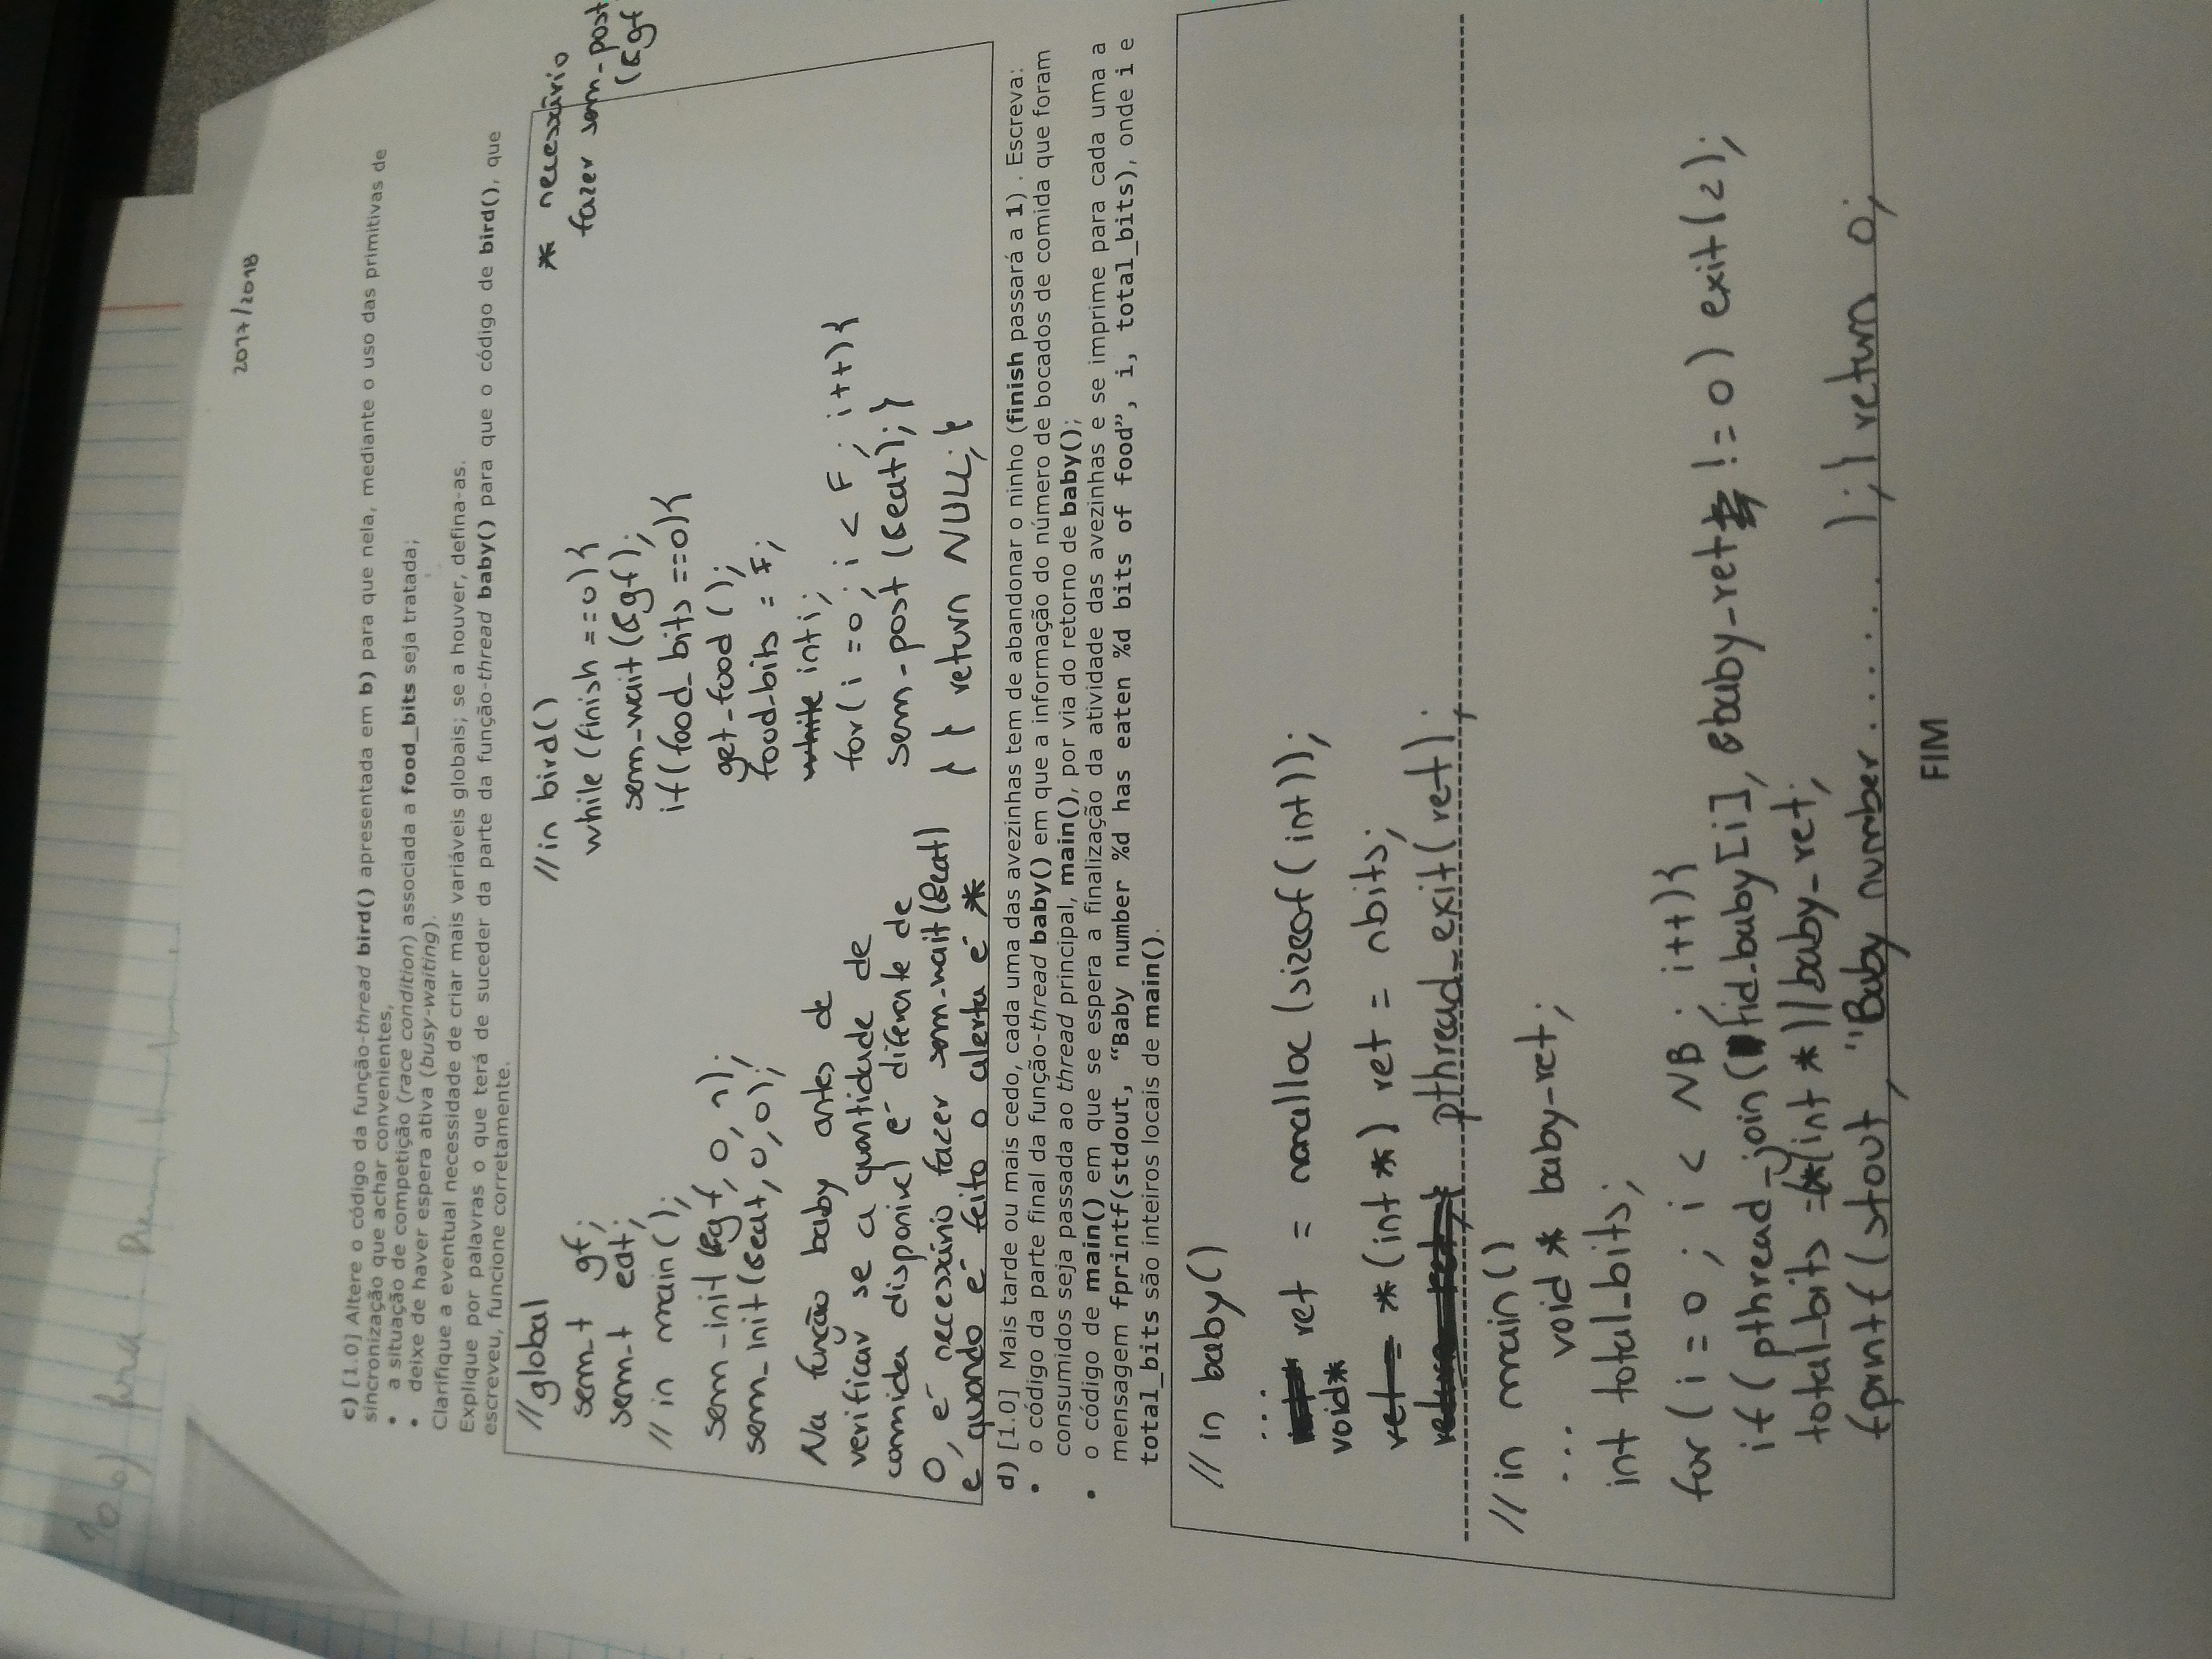 10 b)
2017/2018
c) [1.0] Altere o código da função-thread bird() apresentada em b) para que nela, mediante o uso das primitivas de
sincronização que achar convenientes,
• a situação de competição (race condition) associada a food_bits seja tratada;
• deixe de haver espera ativa (busy-waiting).
Clarifique a eventual necessidade de criar mais variáveis globais; se a houver, defina-as.
Explique por palavras o que terá de suceder da parte da função-thread baby() para que o código de bird(), que
escreveu, funcione corretamente.
//global
sem_t gf;
sem_t eat;
// in main();
sem_init(&gf, 0, 1);
sem_init(&eat, 0, 0);
Na função baby antes de
verificar se a quantidade de
comida disponivel é diferente de
0, é necessário fazer sem_wait(&eat)
e quando é feito o alerta é *
//in bird()
while (finish ==0){
sem_wait(&gf);
if(food_bits ==0){
get_food();
food_bits = F;
while int i;
for(i =0; i < F; i++){
sem_post(&eat); }
} } return NULL; }
* necessário
fazer sem_post
(&gf
d) [1.0] Mais tarde ou mais cedo, cada uma das avezinhas tem de abandonar o ninho (finish passará a 1) . Escreva:
• o código da parte final da função-thread baby() em que a informação do número de bocados de comida que foram
consumidos seja passada ao thread principal, main(), por via do retorno de baby();
• o código de main() em que se espera a finalização da atividade das avezinhas e se imprime para cada uma a
mensagem fprintf(stdout, “Baby number %d has eaten %d bits of food”, i, total_bits), onde i e
total_bits são inteiros locais de main().
// in baby()
...
ret = malloc (sizeof(int));
void*
ret = *(int *) ret = nbits;
return ret; pthread_exit(ret);
// in main()
... void * baby_ret;
int total_bits;
for(i=0; i < NB; i++){
if(pthread_join(tid_baby[i], &baby_ret != 0) exit(2);
total_bits =*(int *) baby_ret;
fprintf(stout, "Baby number ...... );} return 0;
FIM